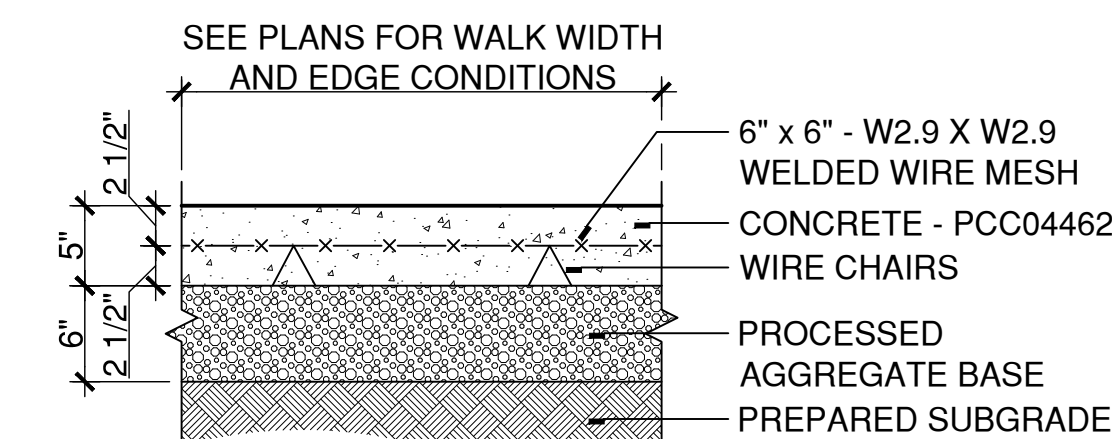 SEE PLANS FOR WALK WIDTH
AND EDGE CONDITIONS
2 1/2"
5"
2 1/2"
6"
6" x 6" - W2.9 X W2.9
WELDED WIRE MESH
CONCRETE - PCC04462
WIRE CHAIRS
PROCESSED
AGGREGATE BASE
PREPARED SUBGRADE